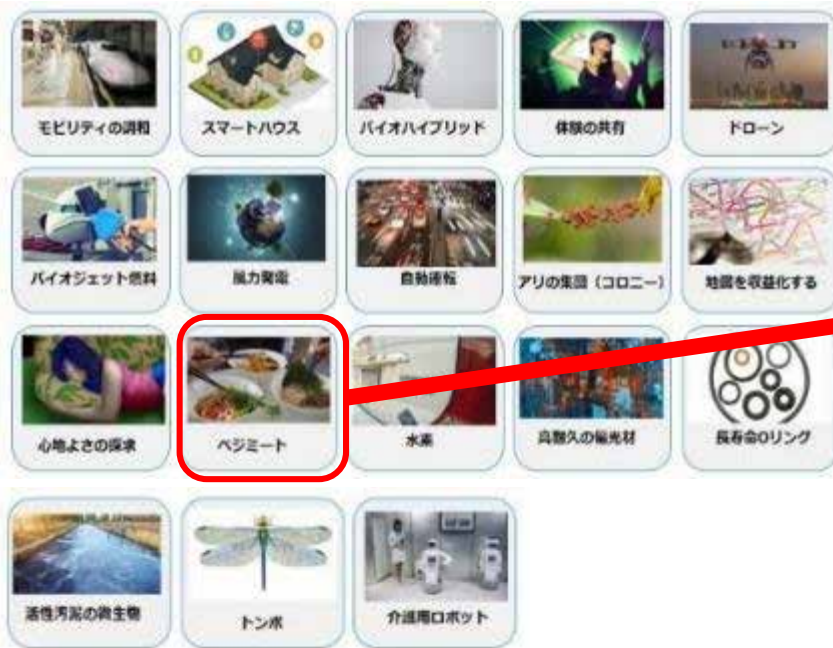 モビリティの調和
スマートハウス
バイオハイブリッド
体験の共有
ドローン
バイオジェット燃料
風力発電
自動運転
アリの集団（コロニー）
地図を収益化する
心地よさの探求
ベジミート
水素
高耐久の偏光材
長寿命Oリング
活性汚泥の微生物
トンボ
介護用ロボット